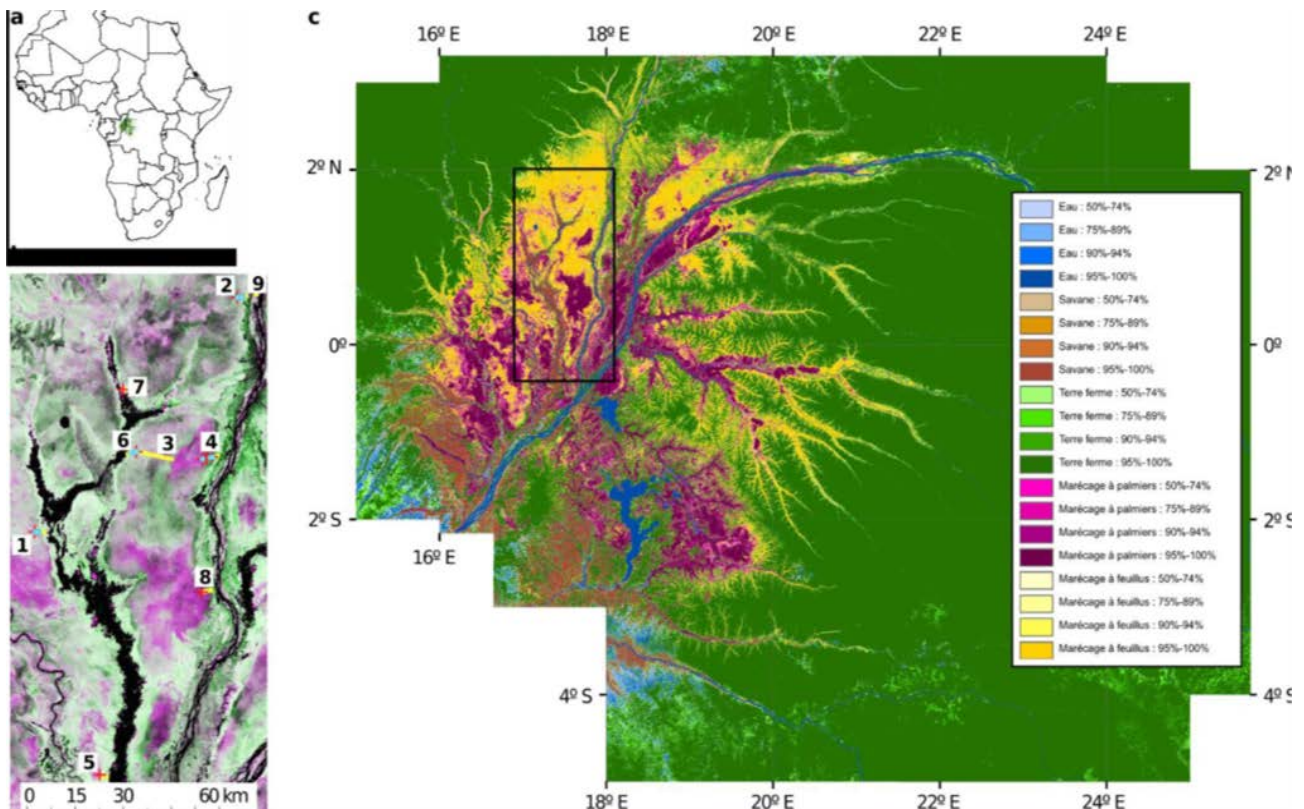 a
c
16º E
18º E
20º E
22º E
24º E
2º N
2º N
0º
0º
2º S
2º S
16º E
4º S
4º S
18º E
20º E
22º E
24º E
Eau : 50%-74%
Eau : 75%-89%
Eau : 90%-94%
Eau : 95%-100%
Savane : 50%-74%
Savane : 75%-89%
Savane : 90%-94%
Savane : 95%-100%
Terre ferme : 50%-74%
Terre ferme : 75%-89%
Terre ferme : 90%-94%
Terre ferme : 95%-100%
Marécage à palmiers : 50%-74%
Marécage à palmiers : 75%-89%
Marécage à palmiers : 90%-94%
Marécage à palmiers : 95%-100%
Marécage à feuillus : 50%-74%
Marécage à feuillus : 75%-89%
Marécage à feuillus : 90%-94%
Marécage à feuillus : 95%-100%
2 9
7
6 3 4
1
8
5
0 15 30 60 km